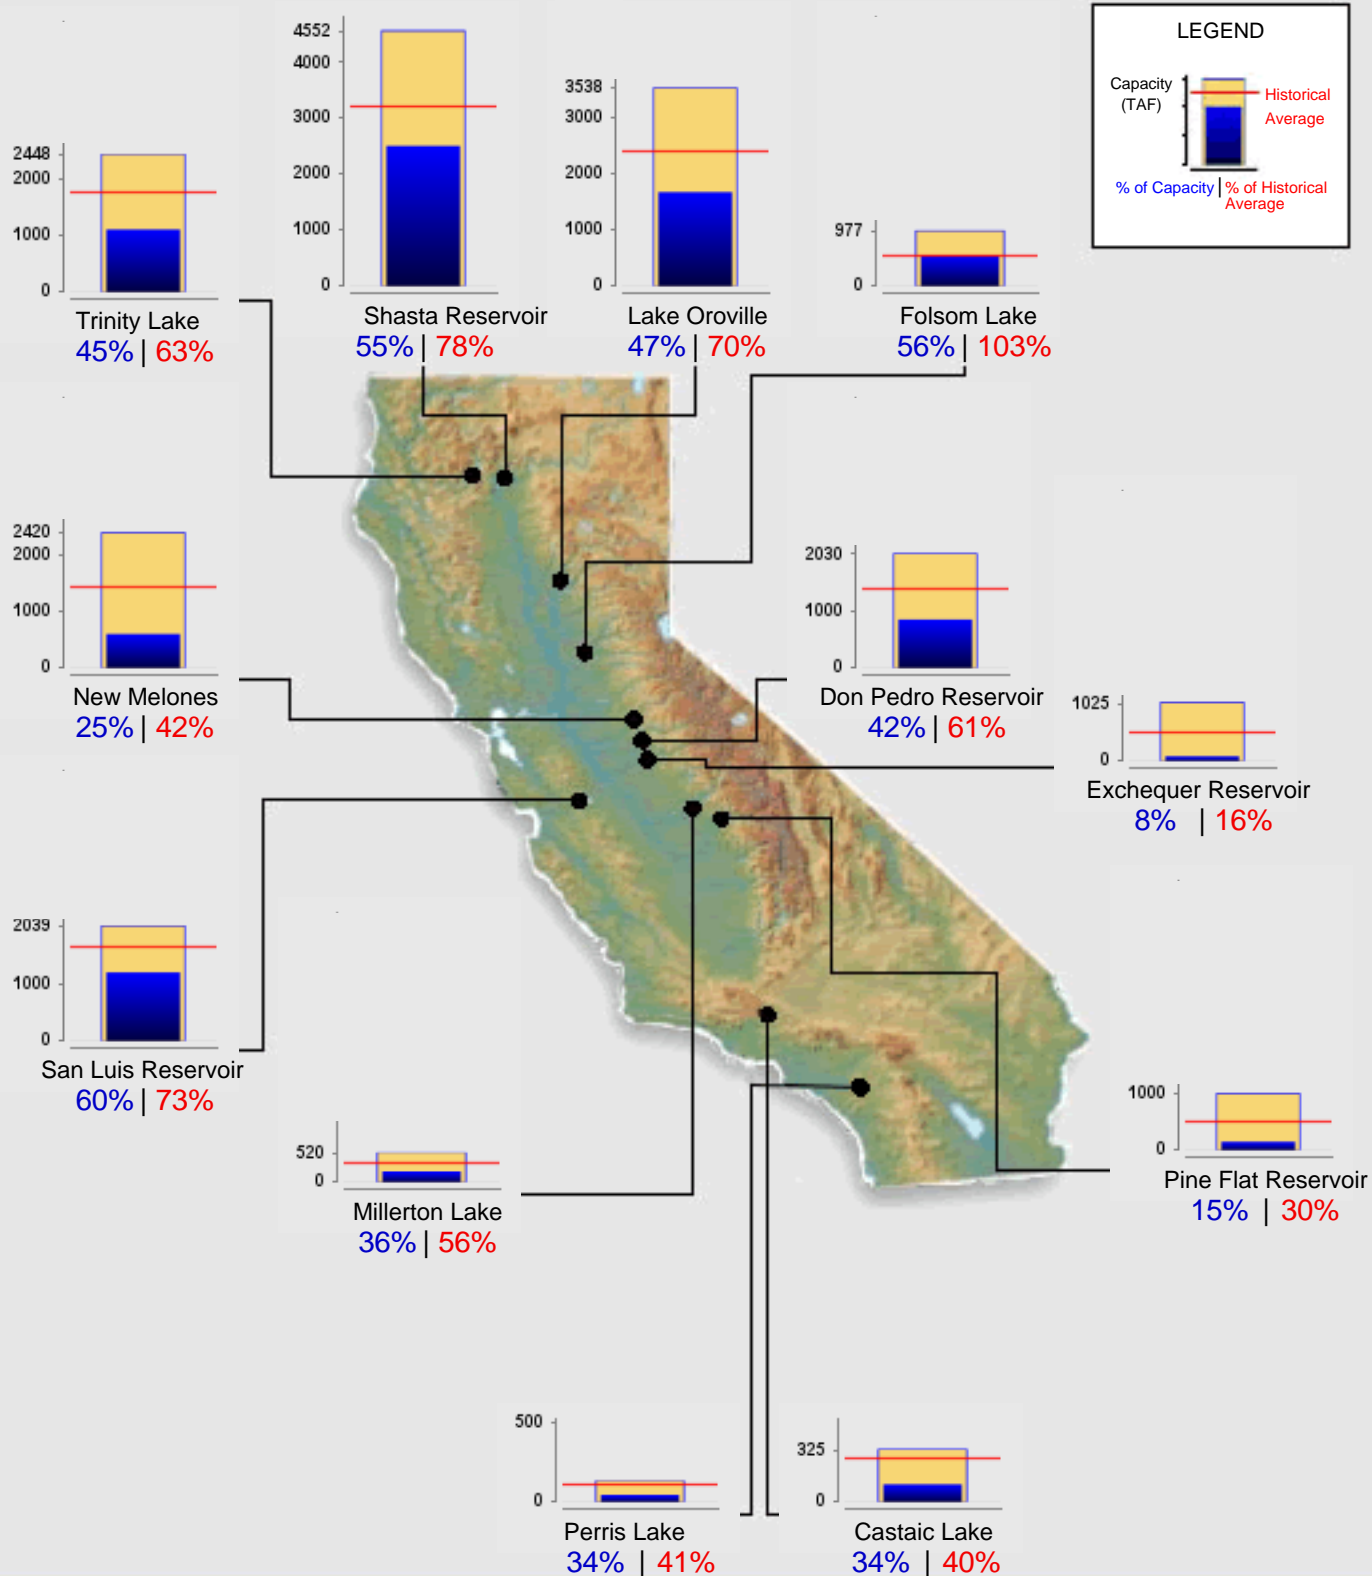 LEGEND
Capacity
(TAF)
Historical
Average
% of Capacity | % of Historical
Average
4552
4000
3000
2000
1000
0
Shasta Reservoir
55% | 78%
3538
3000
2000
1000
0
Lake Oroville
47% | 70%
2448
2000
1000
0
Trinity Lake
45% | 63%
977
0
Folsom Lake
56% | 103%
2420
2000
1000
0
New Melones
25% | 42%
2030
1000
0
Don Pedro Reservoir
42% | 61%
1025
0
Exchequer Reservoir
8% | 16%
2039
1000
0
San Luis Reservoir
60% | 73%
520
0
Millerton Lake
36% | 56%
1000
0
Pine Flat Reservoir
15% | 30%
500
0
Perris Lake
34% | 41%
325
0
Castaic Lake
34% | 40%